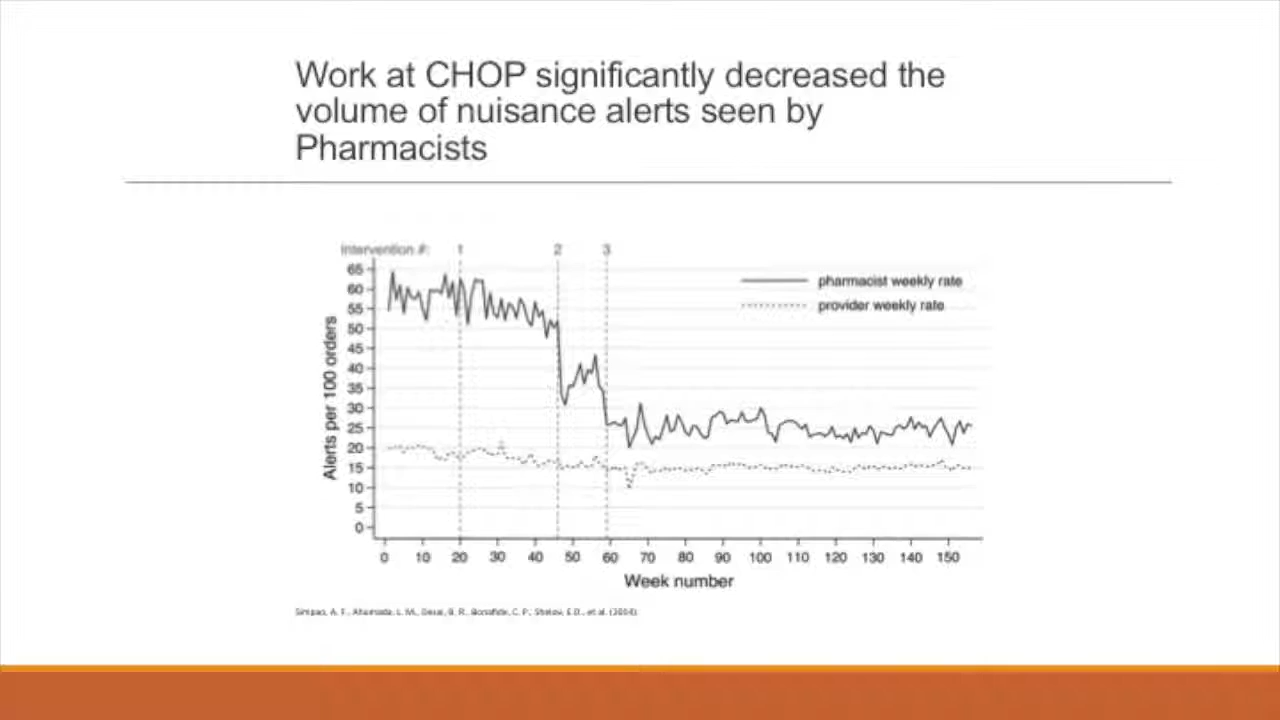 Work at CHOP significantly decreased the
volume of nuisance alerts seen by
Pharmacists
Intervention #: 1 2 3
65
60
55
50
45
40
35
30
25
20
15
10
5
0
Alerts per 100 orders
pharmacist weekly rate
provider weekly rate
0 10 20 30 40 50 60 70 80 90 100 110 120 130 140 150
Week number
A. F., L. M., B. R., Bonafide, C. P., E.D., et al.